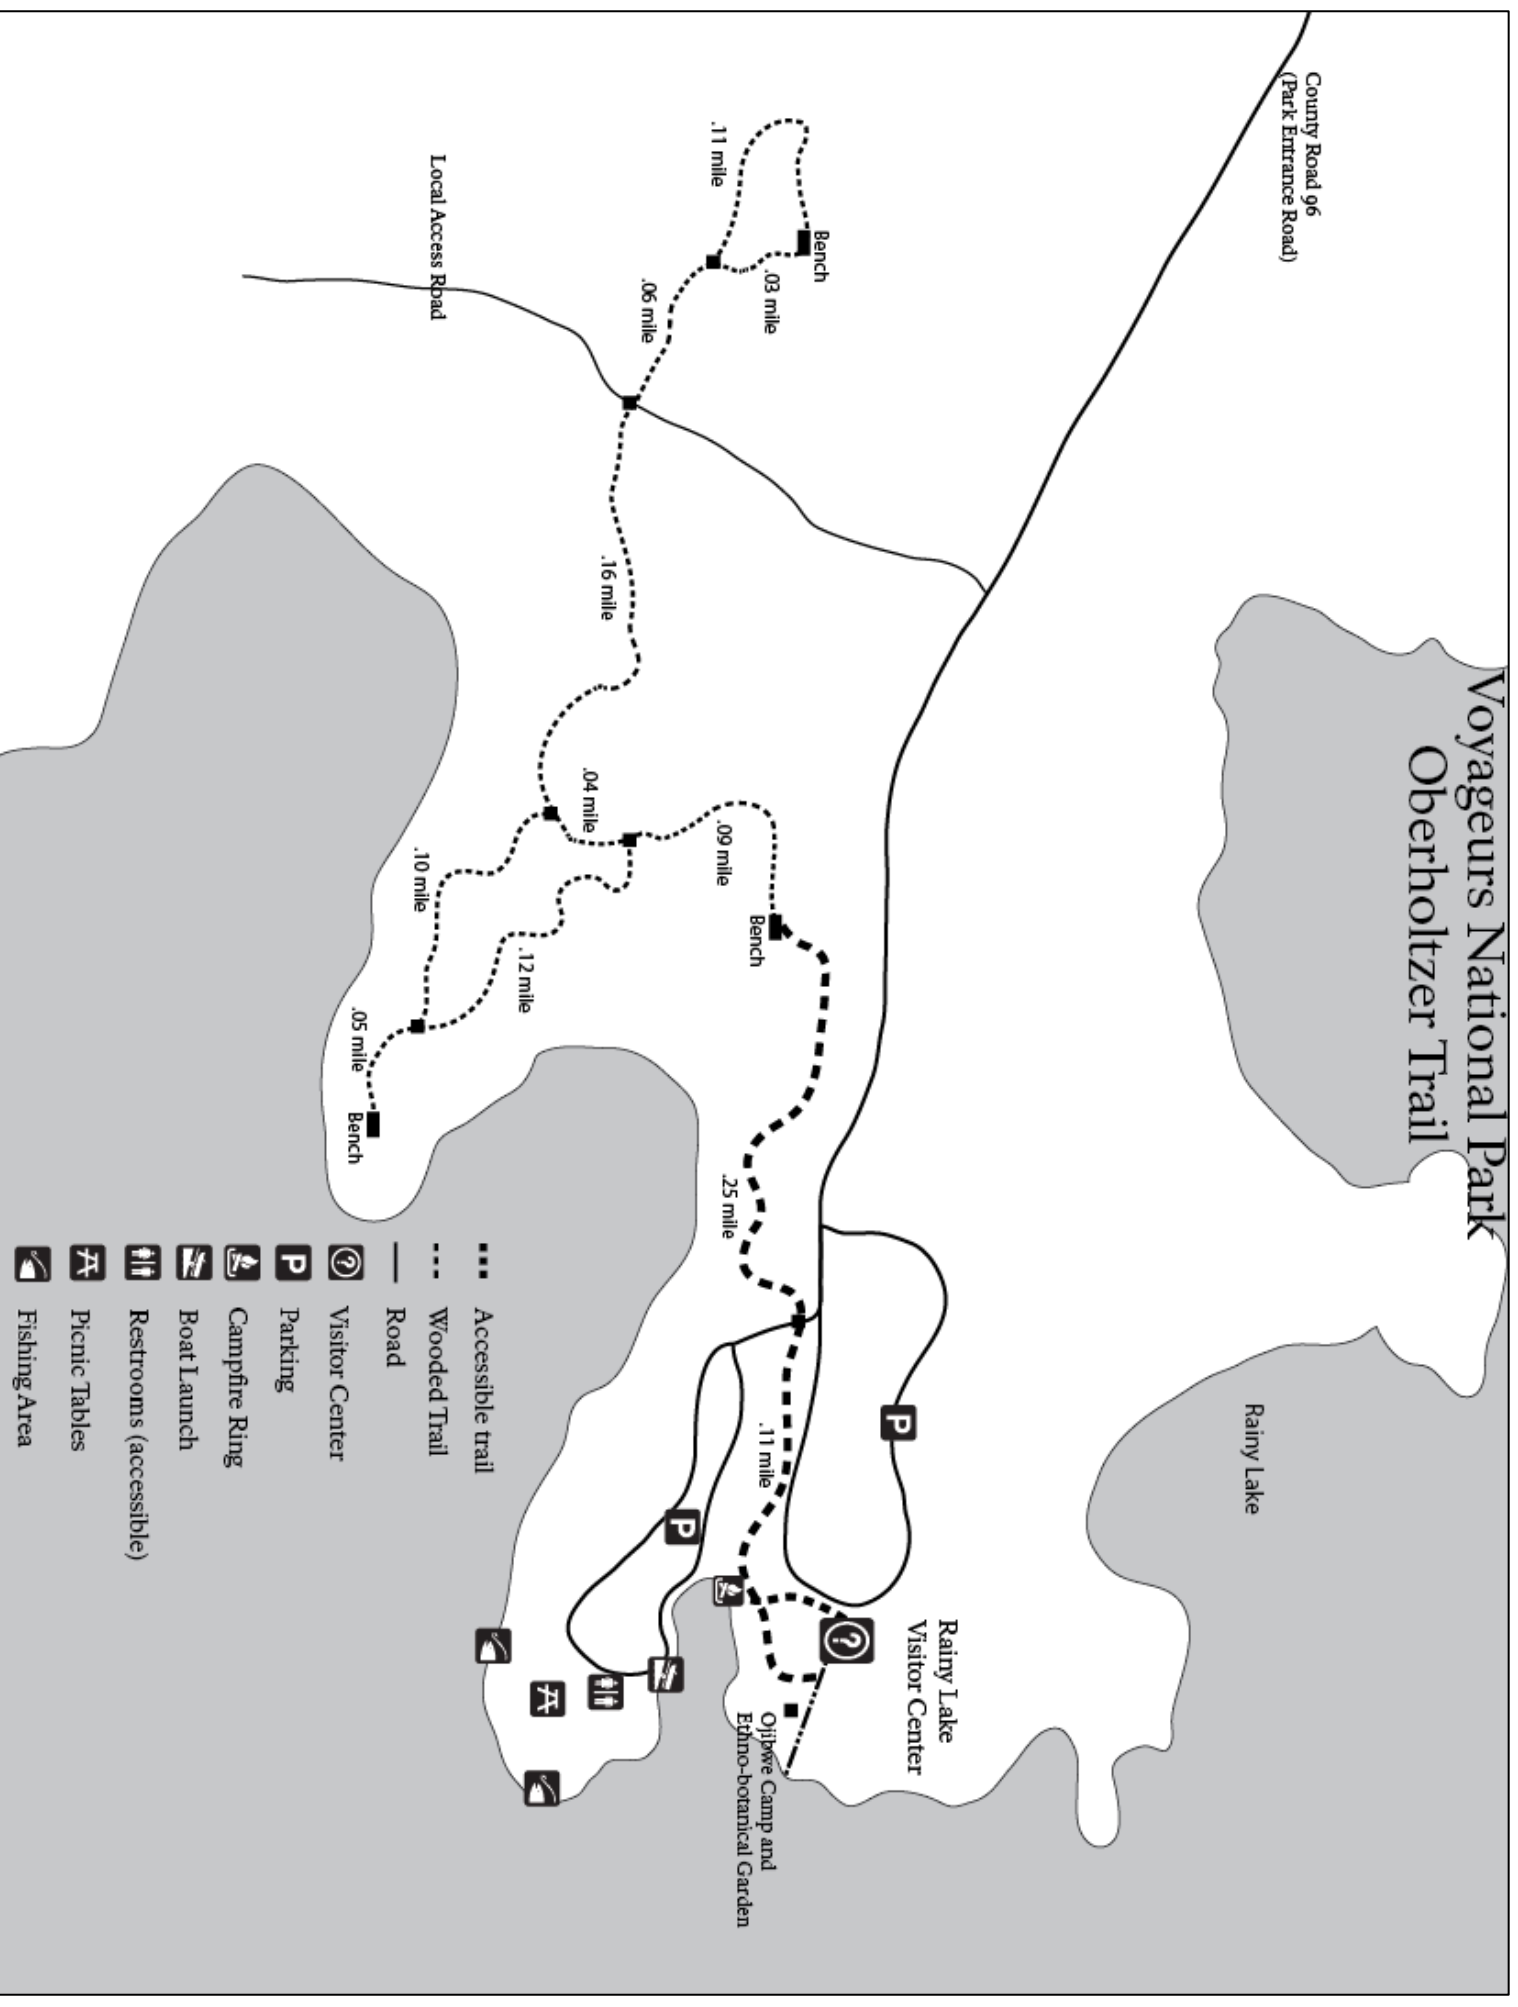 Voyageurs National Park
Oberholtzer Trail
County Road 96
(Park Entrance Road)
Rainy Lake
Rainy Lake
Visitor Center
Bench
.03 mile
.11 mile
.06 mile
Local Access Road
.16 mile
.04 mile
.09 mile
Bench
.10 mile
.12 mile
.05 mile
Bench
.25 mile
.11 mile
P
P
?
Ojibwe Camp and
Ethno-botanical Garden
Accessible trail
Wooded Trail
Road
? Visitor Center
P Parking
Campfire Ring
Boat Launch
Restrooms (accessible)
Picnic Tables
Fishing Area